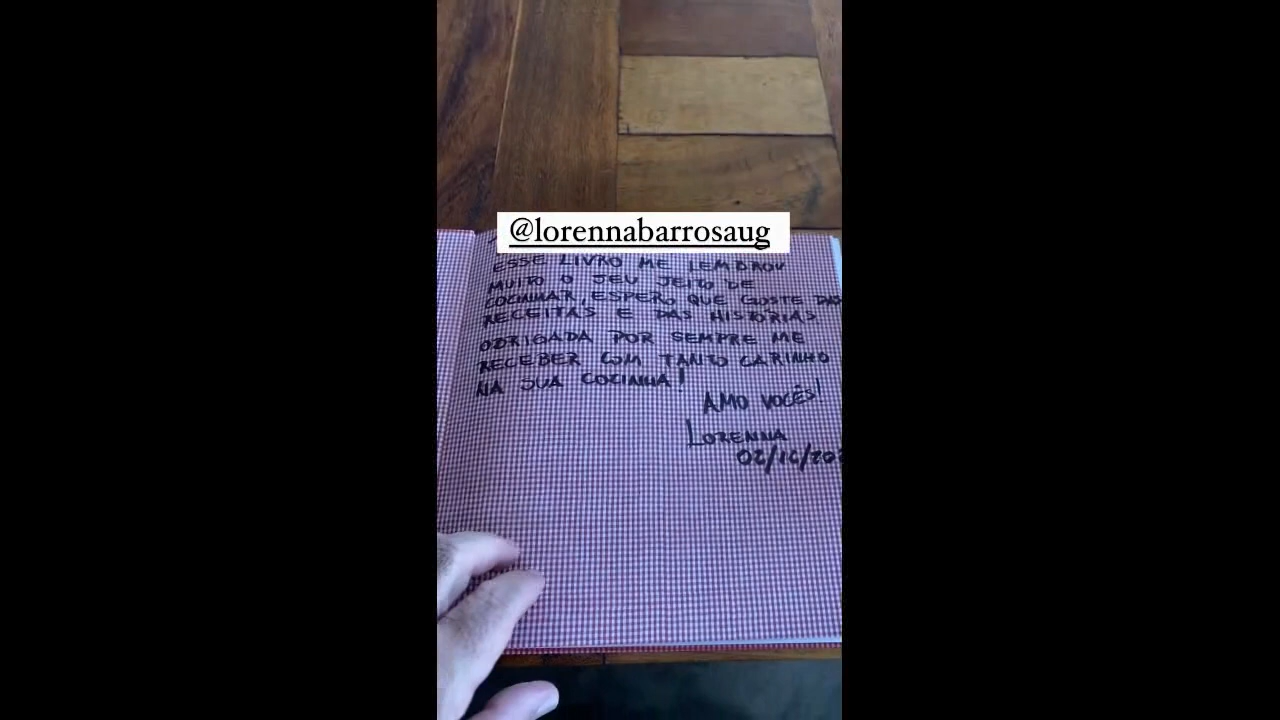 @lorennabarrosaug
ESSE LIVRO ME LEMBROU
MUITO O SEU JEITO DE
COZINHAR, ESPERO QUE GOSTE DAS
RECEITAS E DAS HISTÓRIAS.
OBRIGADA POR SEMPRE ME
RECEBER COM TANTO CARINHO
NA SUA COZINHA!
AMO VOCÊS!
LORENNA